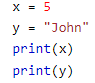 x = 5
y = "John"
print(x)
print(y)